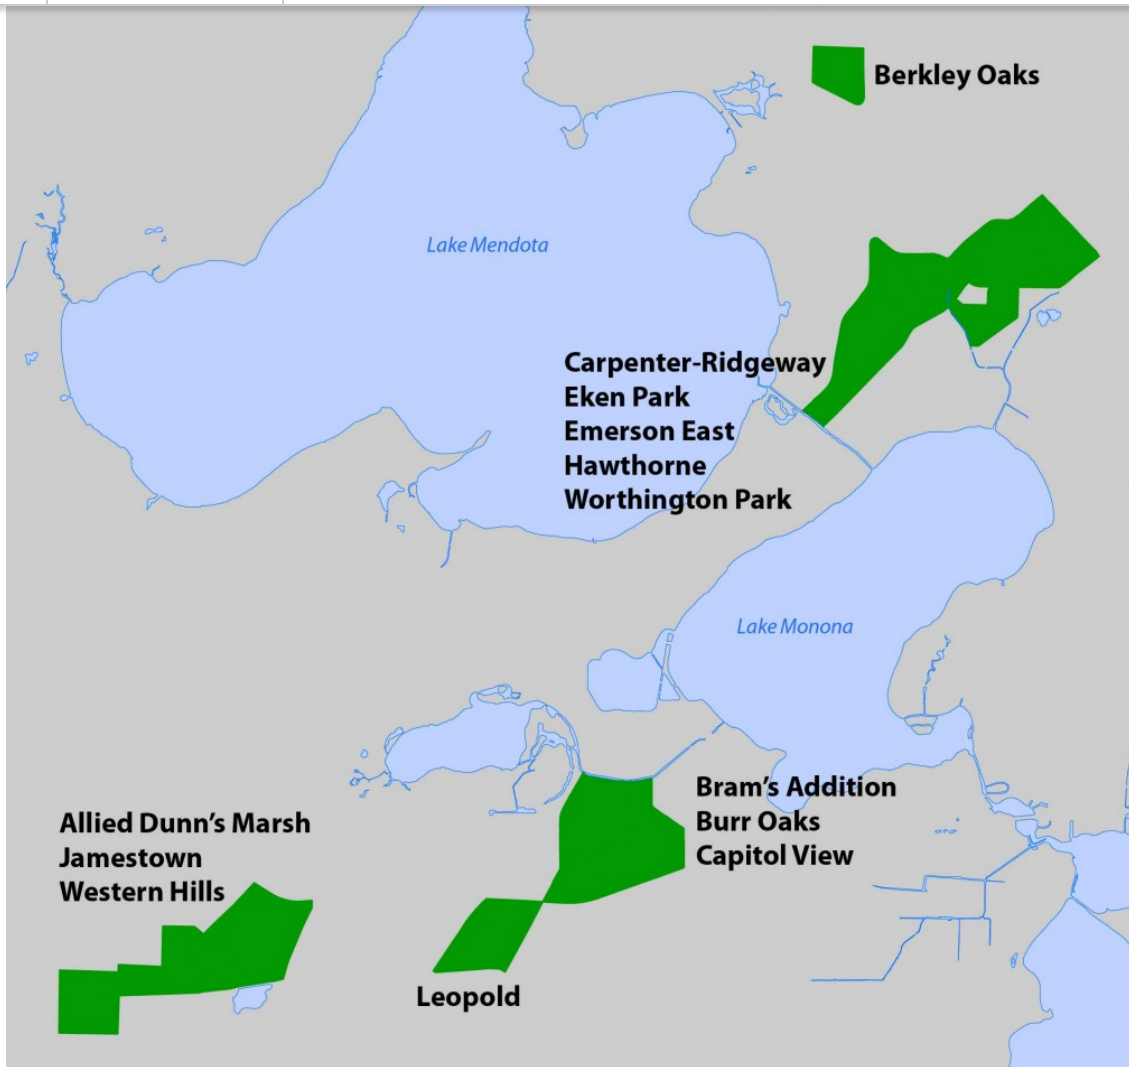 Berkley Oaks
Lake Mendota
Carpenter-Ridgeway
Eken Park
Emerson East
Hawthorne
Worthington Park
Lake Monona
Bram's Addition
Burr Oaks
Capitol View
Allied Dunn's Marsh
Jamestown
Western Hills
Leopold